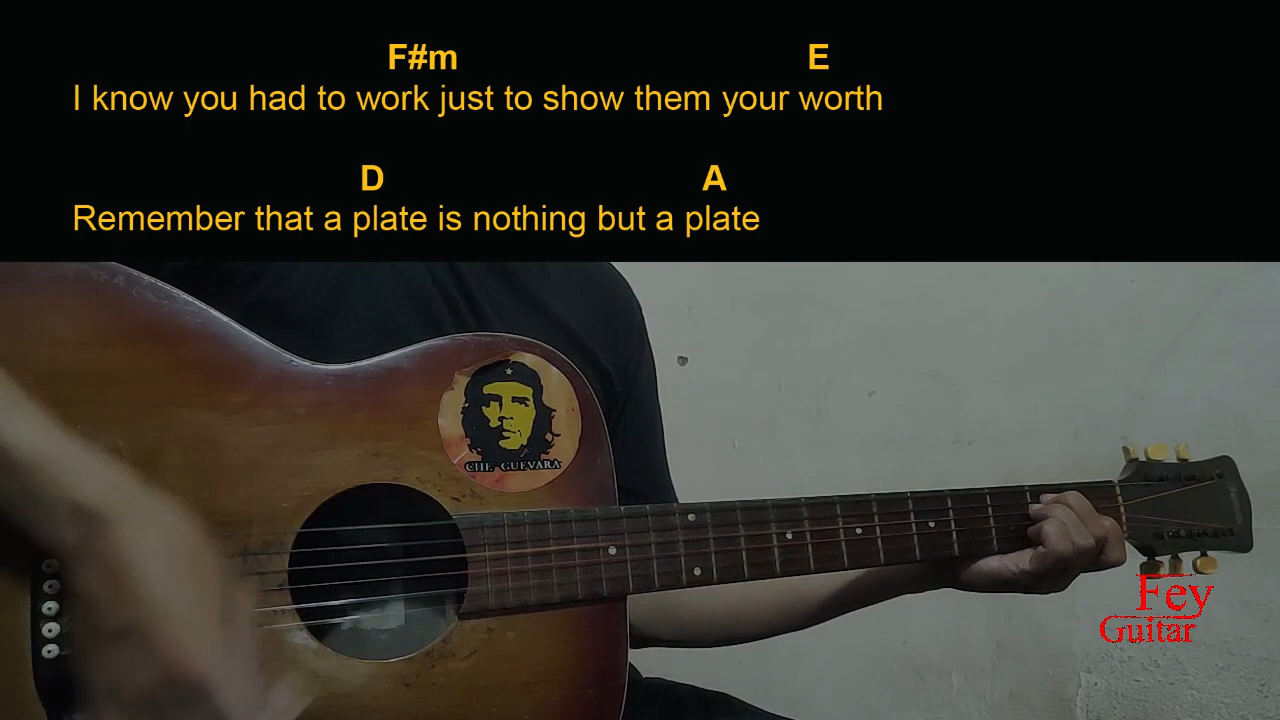 F#m E
I know you had to work just to show them your worth
D A
Remember that a plate is nothing but a plate
CHE GUEVARA
Fey
Guitar